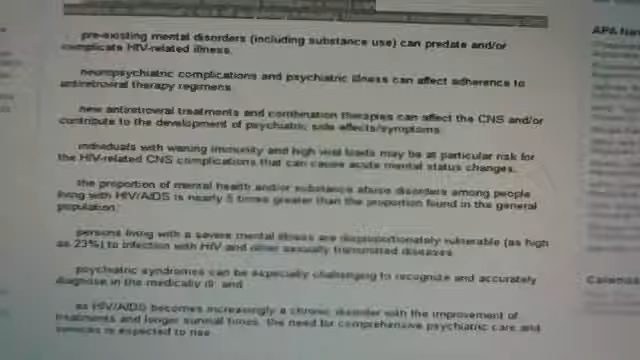 pre-existing mental disorders (including substance use) can predate and/or
complicate HIV-related illness.
neuropsychiatric complications and psychiatric illness can affect adherence to
antiretroviral therapy regimens
new antiretroviral treatments and combination therapies can affect the CNS and/or
contribute to the development of psychiatric side effects/symptoms
individuals with waning immunity and high viral loads may be at particular risk for
the HIV-related CNS complications that can cause acute mental status changes.
the proportion of mental health and/or substance abuse disorders among people
living with HIV/AIDS is nearly 5 times greater than the proportion found in the general
population.
persons living with a severe mental illness are disproportionately vulnerable (as high
as 23%) to infection with HIV and other sexually transmitted diseases
psychiatric syndromes can be especially challenging to recognize and accurately
diagnose in the medically ill and
as HIV/AIDS becomes increasingly a chronic disorder with the improvement of
treatments and longer survival times, the need for comprehensive psychiatric care and
services is expected to rise
APA